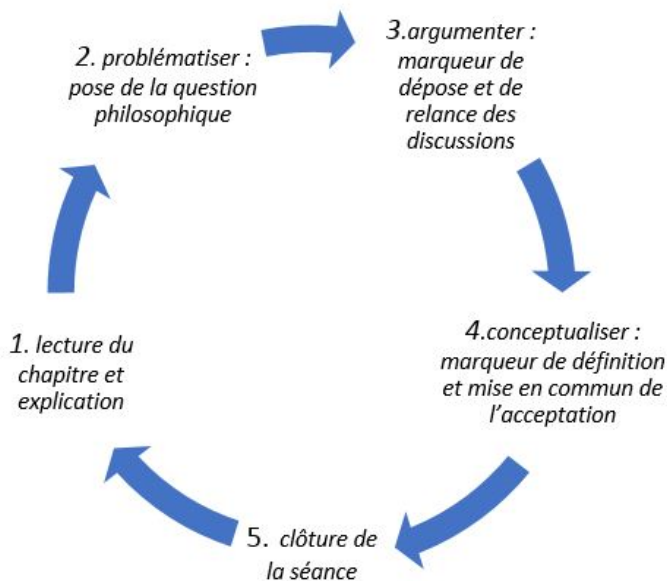 1. lecture du
chapitre et
explication
2. problématiser :
pose de la question
philosophique
3.argumenter :
marqueur de
dépose et de
relance des
discussions
4.conceptualiser :
marqueur de définition
et mise en commun de
l’acceptation
5. clôture de
la séance